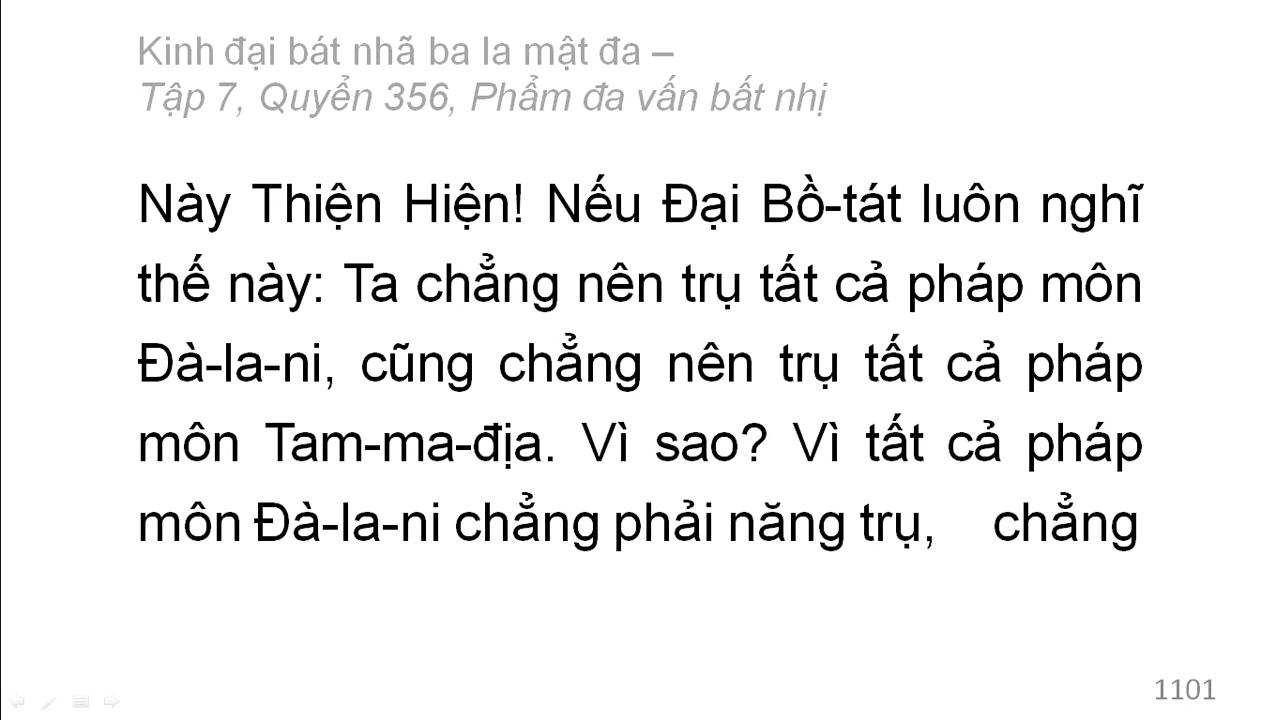 Kinh đại bát nhã ba la mật đa –
Tập 7, Quyển 356, Phẩm đa vấn bất nhị
Này Thiện Hiện! Nếu Đại Bồ-tát luôn nghĩ
thế này: Ta chẳng nên trụ tất cả pháp môn
Đà-la-ni, cũng chẳng nên trụ tất cả pháp
môn Tam-ma-địa. Vì sao? Vì tất cả pháp
môn Đà-la-ni chẳng phải năng trụ, chẳng
1101